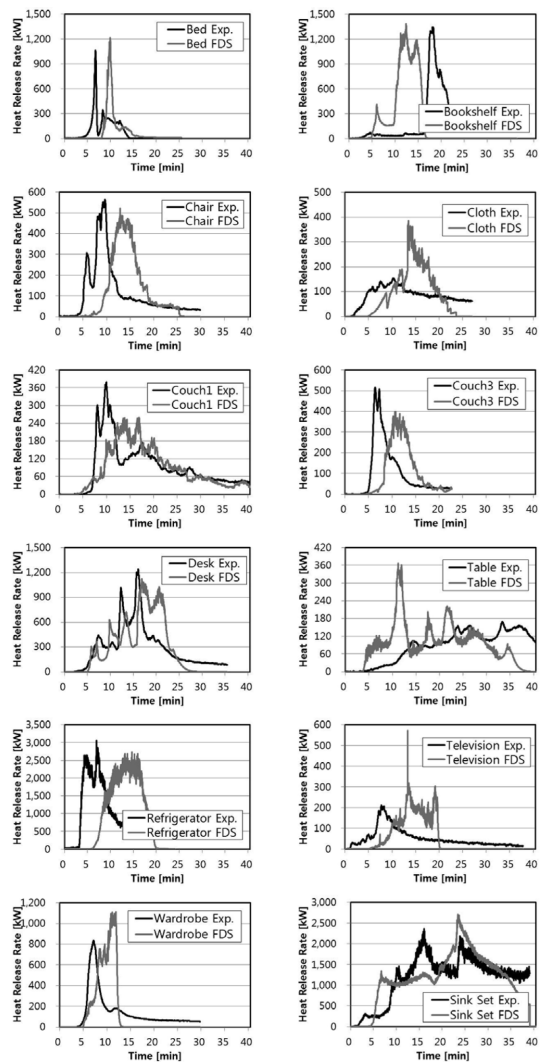 Heat Release Rate [kW]
1,500
1,200
900
600
300
0
Bed Exp.
Bed FDS
0 5 10 15 20 25 30 35 40
Time [min]
Heat Release Rate [kW]
1,500
1,200
900
600
300
0
Bookshelf Exp.
Bookshelf FDS
0 5 10 15 20 25 30 35 40
Time [min]
Heat Release Rate [kW]
600
500
400
300
200
100
0
Chair Exp.
Chair FDS
0 5 10 15 20 25 30 35 40
Time [min]
Heat Release Rate [kW]
500
400
300
200
100
0
Cloth Exp.
Cloth FDS
0 5 10 15 20 25 30 35 40
Time [min]
Heat Release Rate [kW]
420
360
300
240
180
120
60
0
Couch1 Exp.
Couch1 FDS
0 5 10 15 20 25 30 35 40
Time [min]
Heat Release Rate [kW]
600
500
400
300
200
100
0
Couch3 Exp.
Couch3 FDS
0 5 10 15 20 25 30 35 40
Time [min]
Heat Release Rate [kW]
1,500
1,200
900
600
300
0
Desk Exp.
Desk FDS
0 5 10 15 20 25 30 35 40
Time [min]
Heat Release Rate [kW]
420
360
300
240
180
120
60
0
Table Exp.
Table FDS
0 5 10 15 20 25 30 35 40
Time [min]
Heat Release Rate [kW]
3,500
3,000
2,500
2,000
1,500
1,000
500
0
Refrigerator Exp.
Refrigerator FDS
0 5 10 15 20 25 30 35 40
Time [min]
Heat Release Rate [kW]
600
500
400
300
200
100
0
Television Exp.
Television FDS
0 5 10 15 20 25 30 35 40
Time [min]
Heat Release Rate [kW]
1,200
1,000
800
600
400
200
0
Wardrobe Exp.
Wardrobe FDS
0 5 10 15 20 25 30 35 40
Time [min]
Heat Release Rate [kW]
3,000
2,500
2,000
1,500
1,000
500
0
Sink Set Exp.
Sink Set FDS
0 5 10 15 20 25 30 35 40
Time [min]